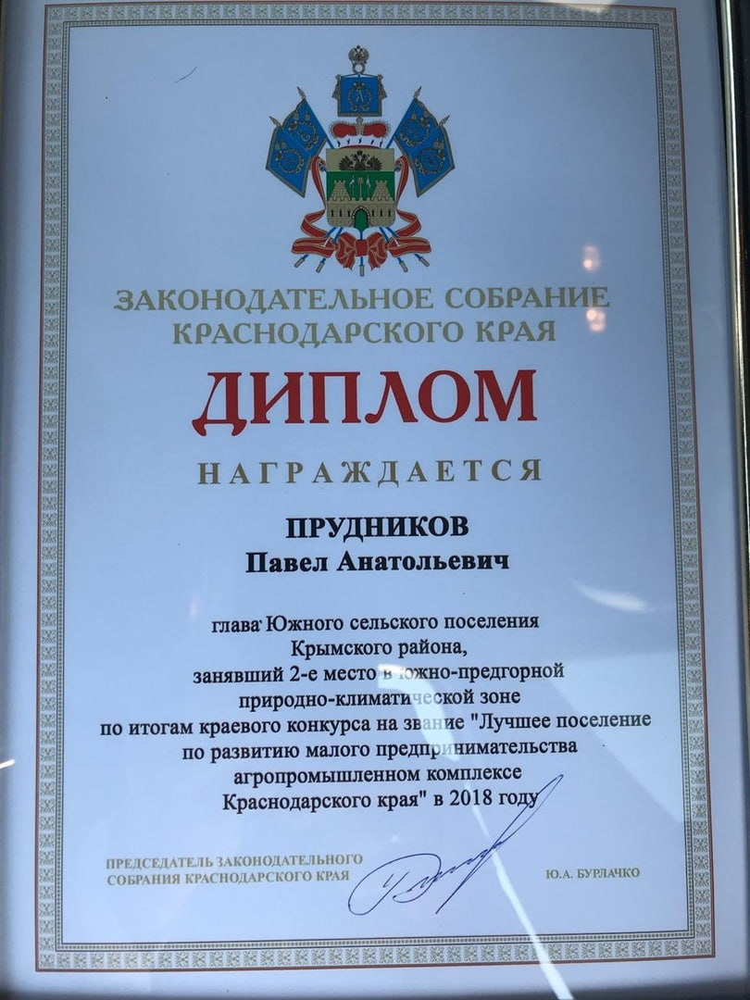 ЗАКОНОДАТЕЛЬНОЕ СОБРАНИЕ
КРАСНОДАРСКОГО КРАЯ
ДИПЛОМ
НАГРАЖДАЕТСЯ
ПРУДНИКОВ
Павел Анатольевич
глава Южного сельского поселения
Крымского района,
занявший 2-е место в южно-предгорной
природно-климатической зоне
по итогам краевого конкурса на звание "Лучшее поселение
по развитию малого предпринимательства
агропромышленном комплексе
Краснодарского края" в 2018 году
ПРЕДСЕДАТЕЛЬ ЗАКОНОДАТЕЛЬНОГО
СОБРАНИЯ КРАСНОДАРСКОГО КРАЯ
Ю.А. БУРЛАЧКО